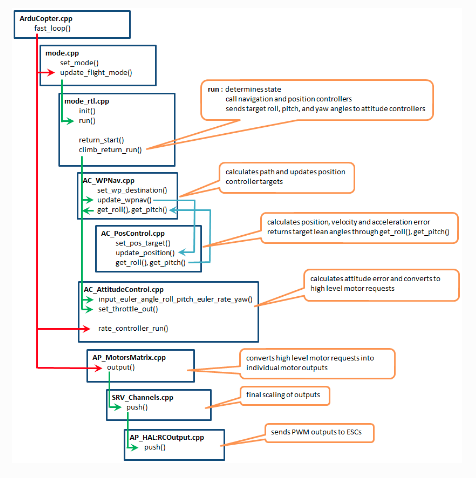 ArduCopter.cpp
fast_loop()
mode.cpp
set_mode()
update_flight_mode()
mode_rtl.cpp
init()
run()
return_start()
climb_return_run()
run : determines state
call navigation and position controllers
sends target roll, pitch, and yaw angles to attitude controllers
AC_WPNav.cpp
set_wp_destination()
update_wpnav()
get_roll(), get_pitch()
calculates path and updates position
controller targets
AC_PosControl.cpp
set_pos_target()
update_position()
get_roll(), get_pitch()
calculates position, velocity and acceleration error
returns target lean angles through get_roll(), get_pitch()
AC_AttitudeControl.cpp
input_euler_angle_roll_pitch_euler_rate_yaw()
set_throttle_out()
rate_controller_run()
calculates attitude error and converts to
high level motor requests
AP_MotorsMatrix.cpp
output()
converts high level motor requests into
individual motor outputs
SRV_Channels.cpp
push()
final scaling of outputs
AP_HAL:RCOutput.cpp
push()
sends PWM outputs to ESCs